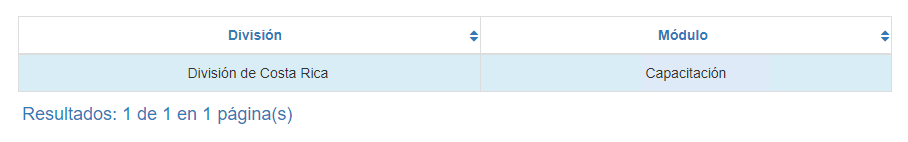 División Módulo
División de Costa Rica Capacitación
Resultados: 1 de 1 en 1 página(s)